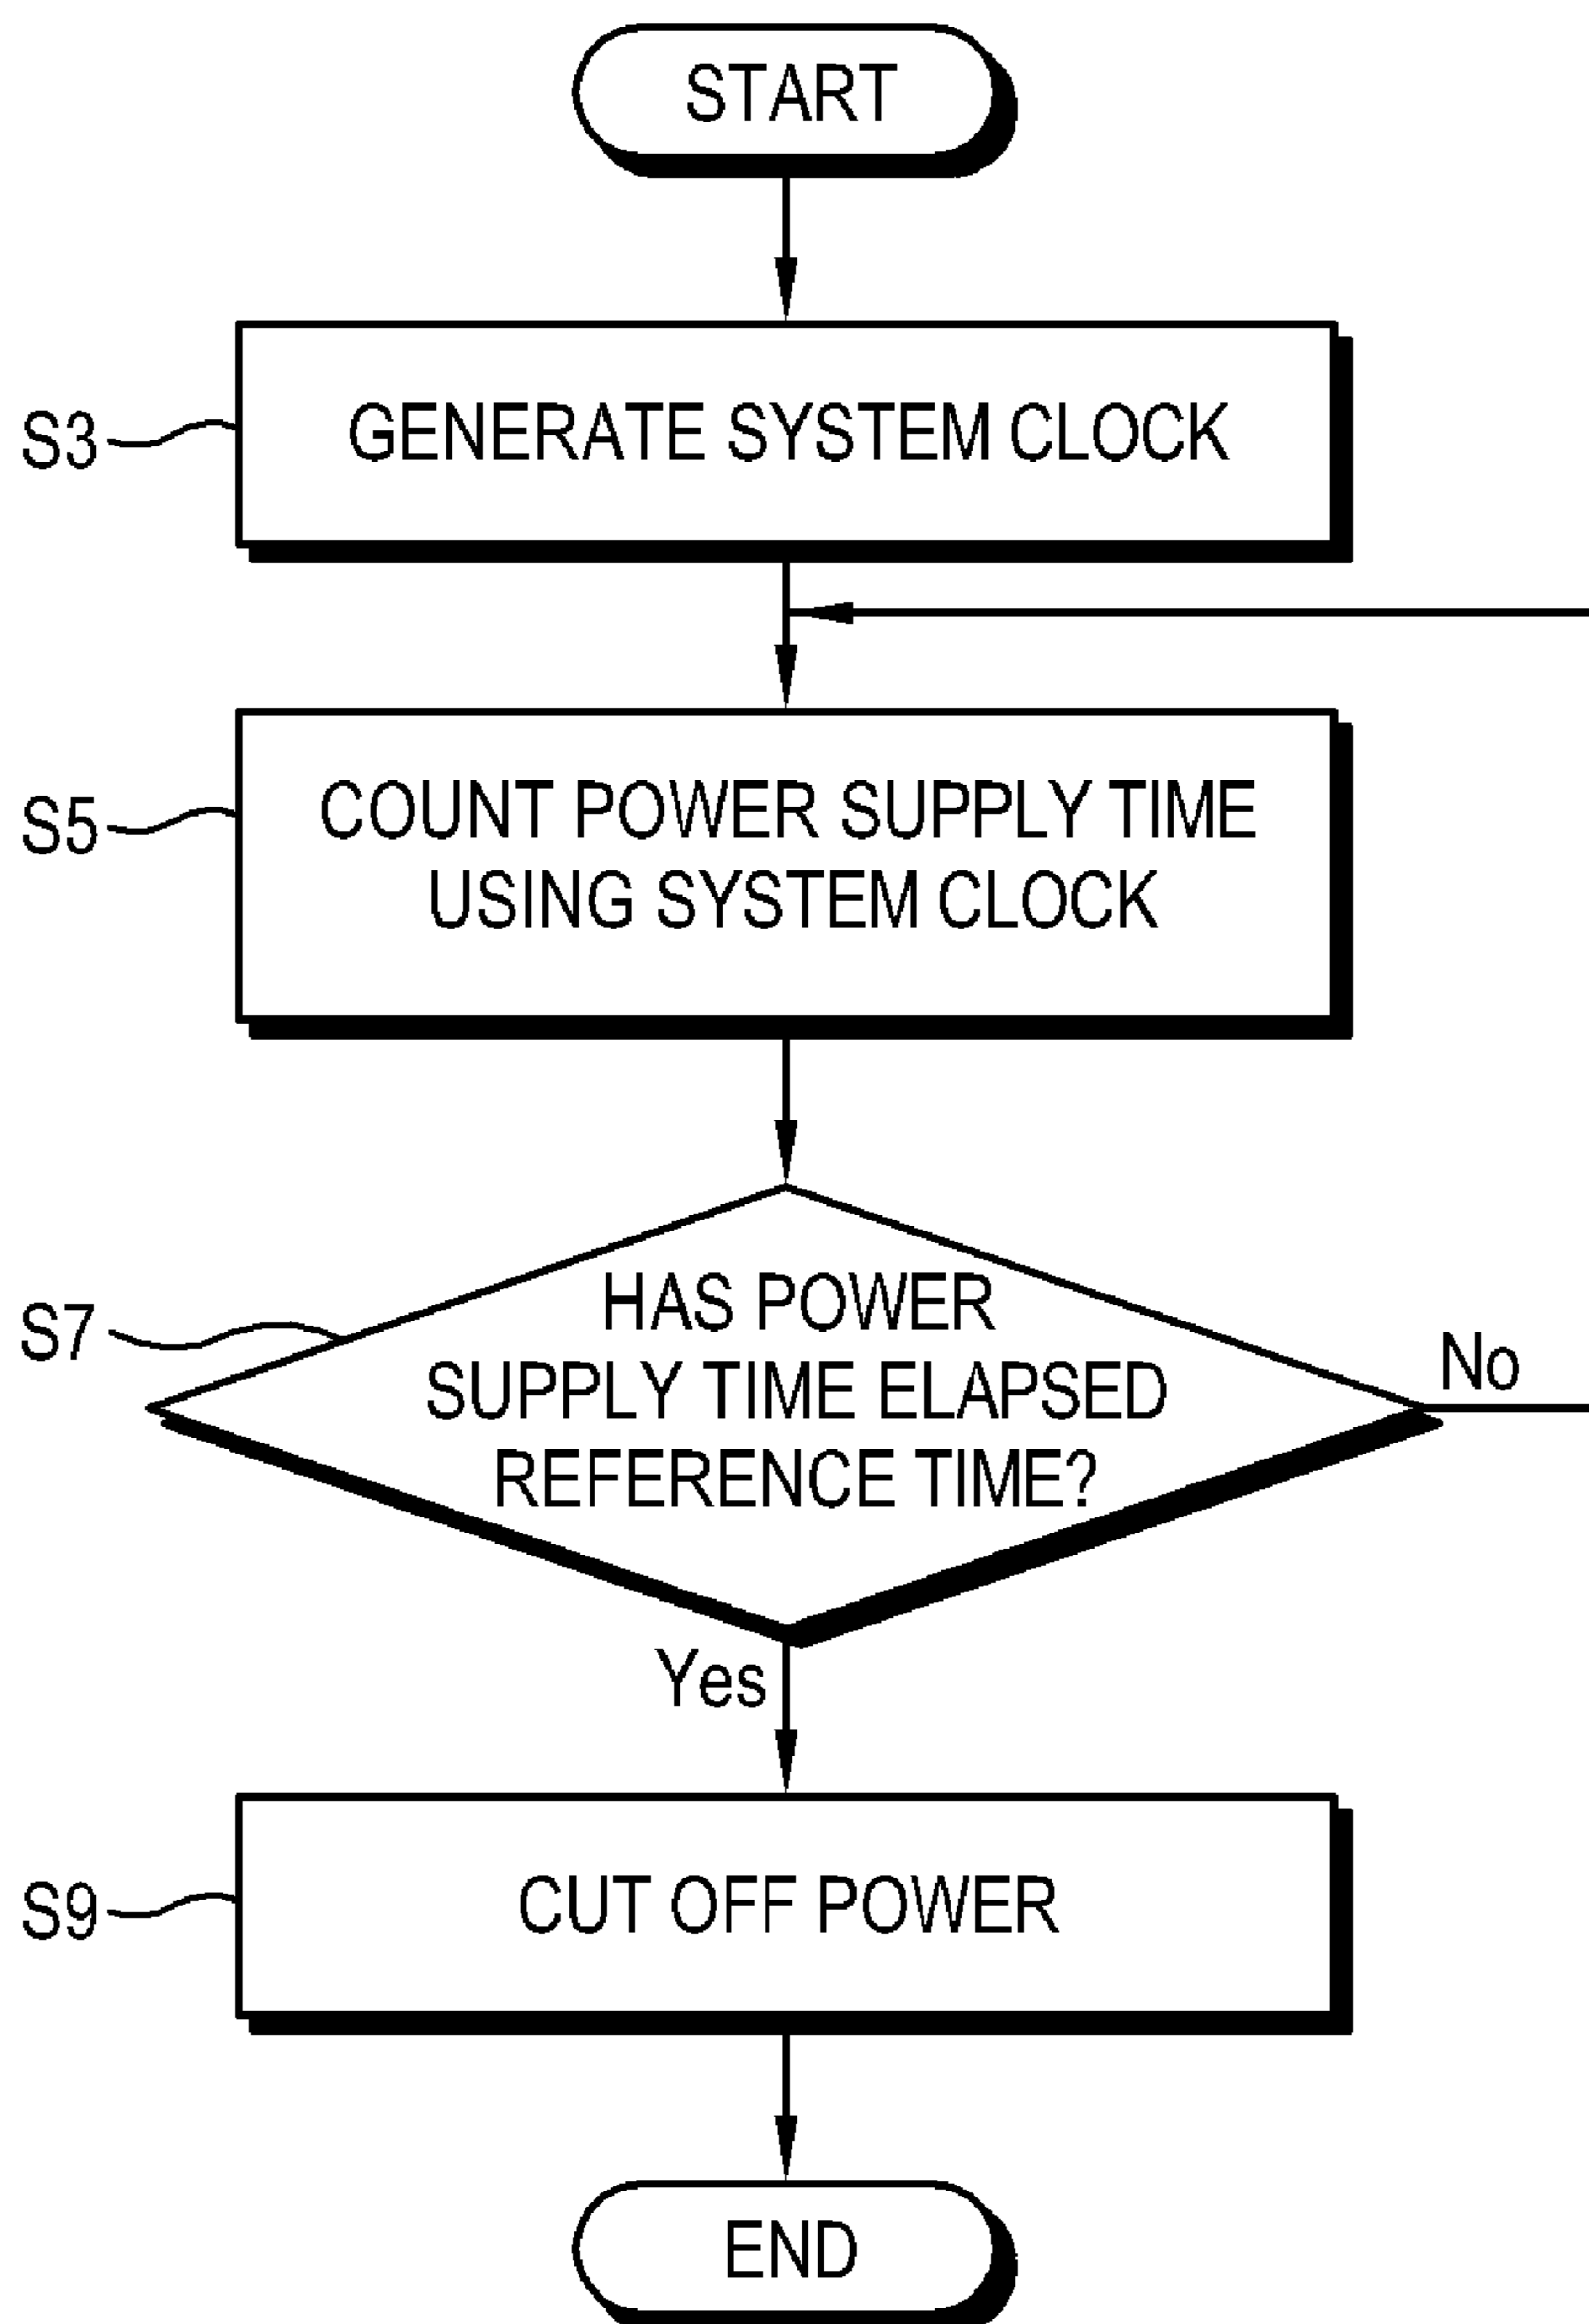 START
S3
GENERATE SYSTEM CLOCK
S5
COUNT POWER SUPPLY TIME
USING SYSTEM CLOCK
S7
HAS POWER
SUPPLY TIME ELAPSED
REFERENCE TIME?
No
Yes
S9
CUT OFF POWER
END